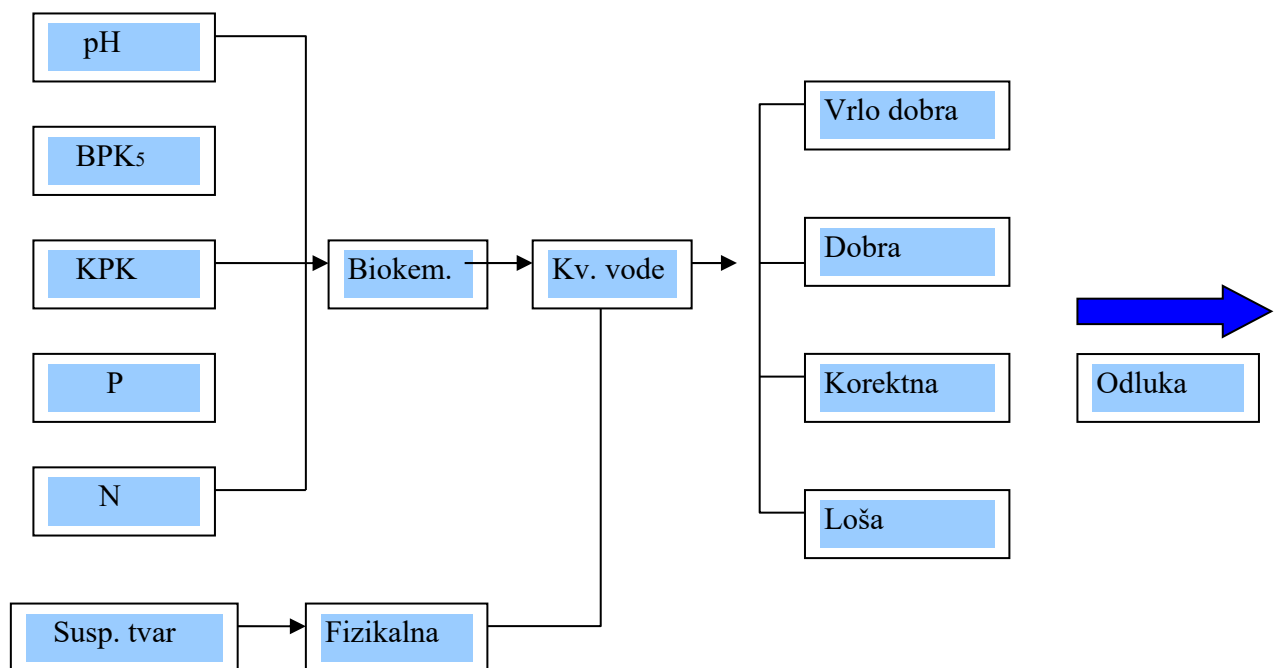 pH
BPK5
KPK
P
N
Susp. tvar
Biokem.
Fizikalna
Kv. vode
Vrlo dobra
Dobra
Korektna
Loša
Odluka